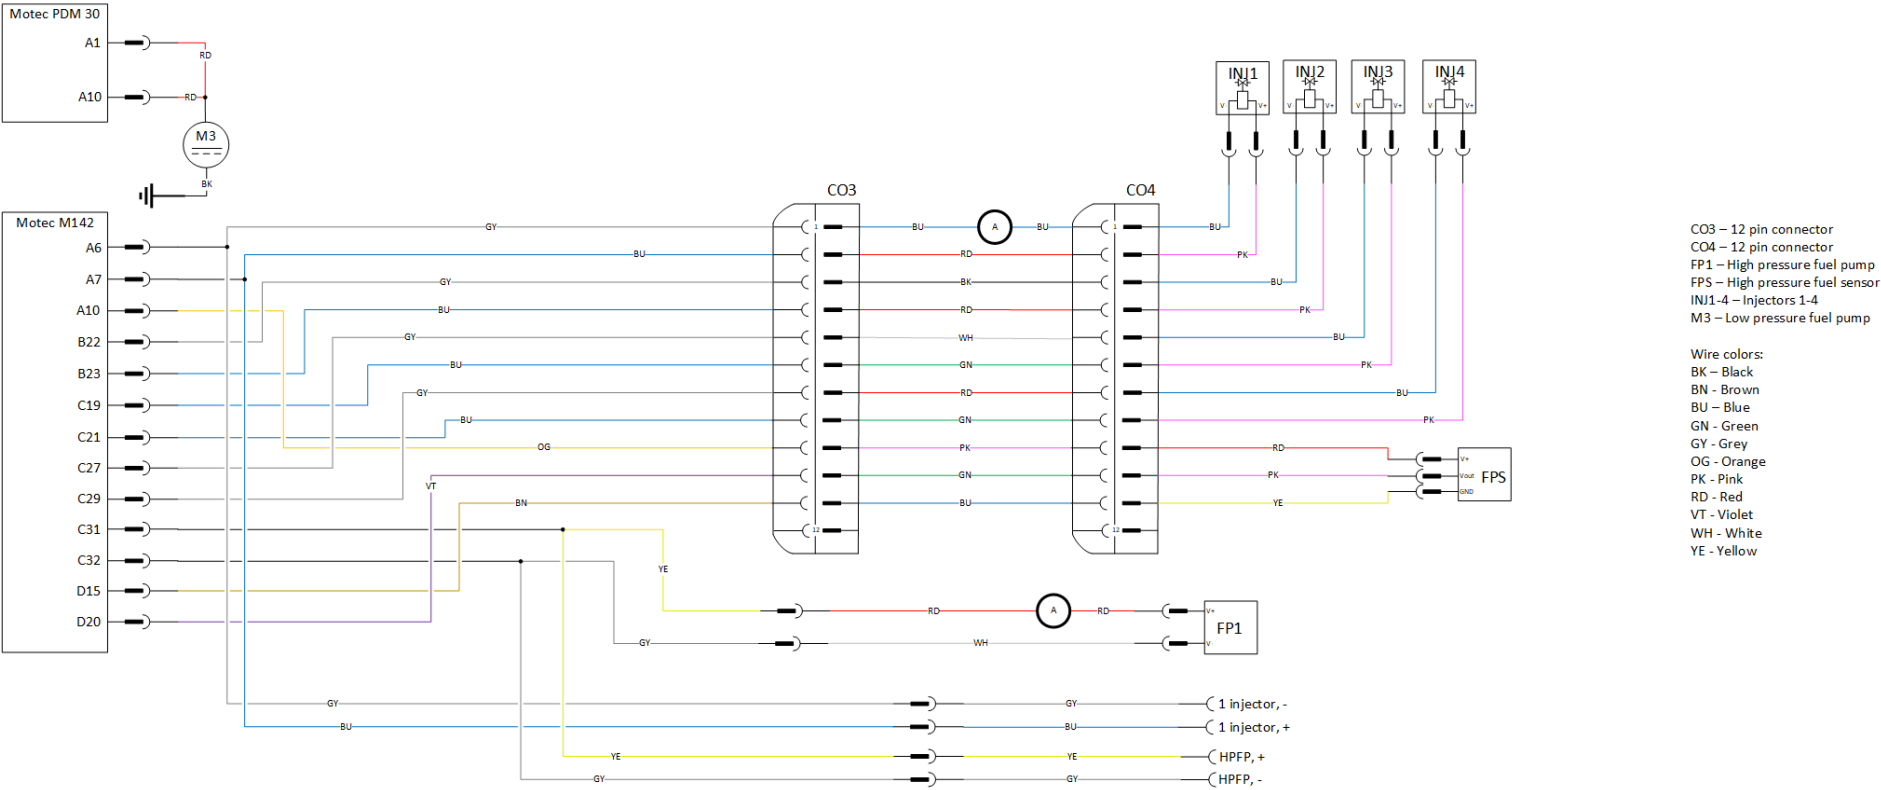 Motec PDM 30
A1
RD
A10
RD
M3
BK
Motec M142
A6
A7
A10
B22
B23
C19
C21
C27
C29
C31
C32
D15
D20
GY
BU
GY
BU
GY
BU
GY
BU
OG
VT
BN
YE
GY
CO3
1
12
BU
A
BU
RD
BK
RD
WH
GN
RD
GN
PK
GN
BU
CO4
1
12
INJ1
V
V+
INJ2
V
V+
INJ3
V
V+
INJ4
V
V+
BU
PK
BU
PK
BU
PK
BU
PK
RD
PK
YE
V+
Vout
GND
FPS
RD
A
RD
WH
V+
V
FP1
GY
GY
1 injector, -
BU
BU
1 injector, +
YE
YE
HPFP, +
GY
GY
HPFP, -
CO3 – 12 pin connector
CO4 – 12 pin connector
FP1 – High pressure fuel pump
FPS – High pressure fuel sensor
INJ1-4 – Injectors 1-4
M3 – Low pressure fuel pump
Wire colors:
BK – Black
BN - Brown
BU – Blue
GN - Green
GY - Grey
OG - Orange
PK - Pink
RD - Red
VT - Violet
WH - White
YE - Yellow